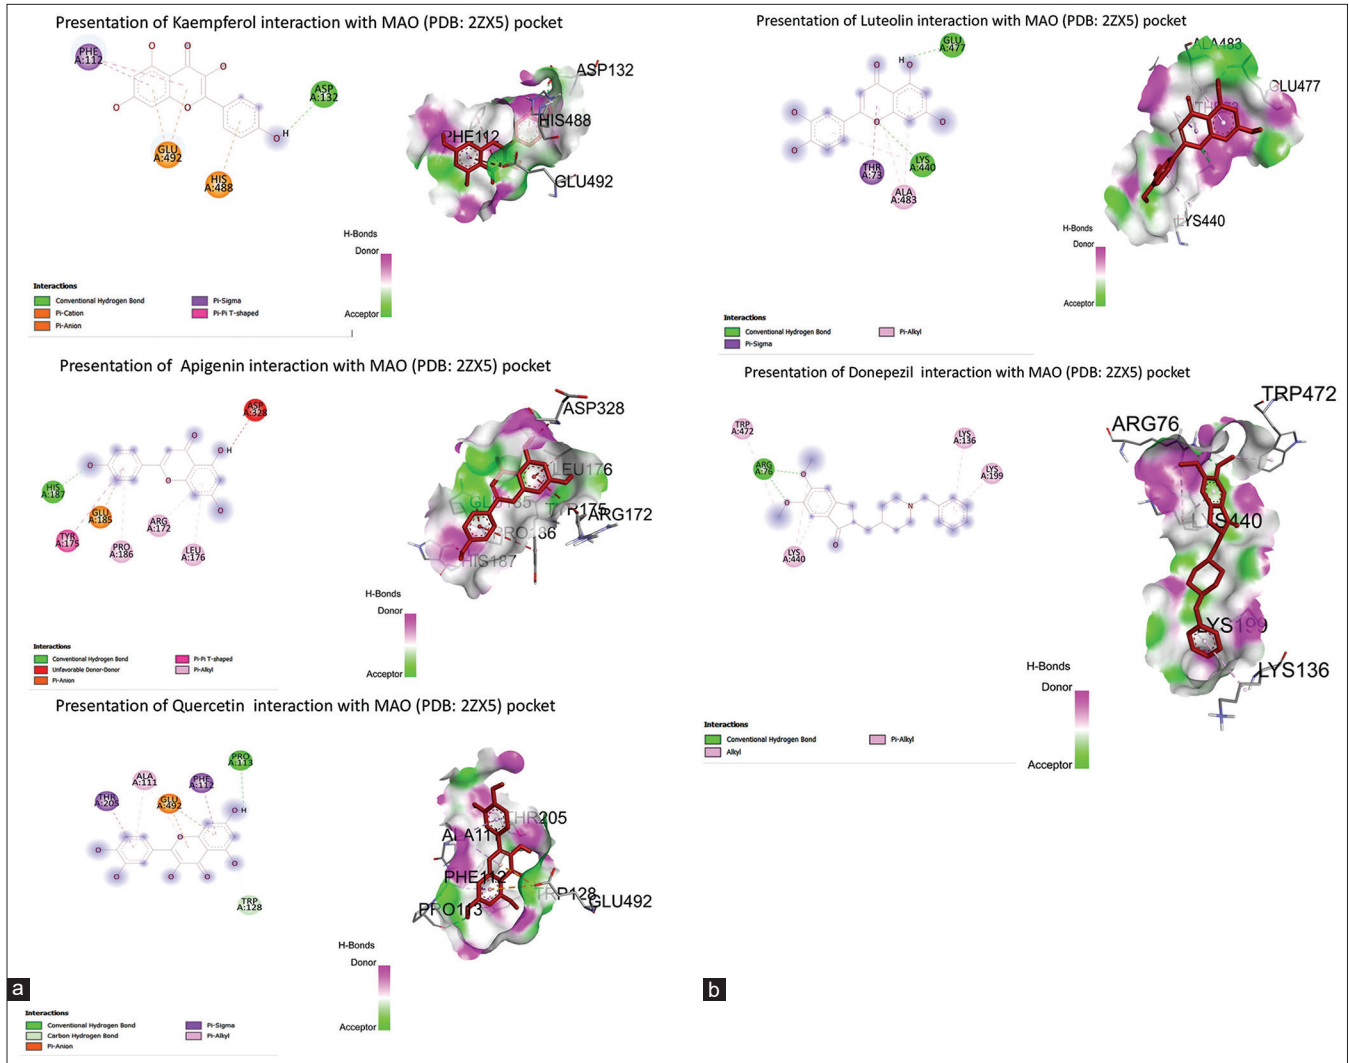 Presentation of Kaempferol interaction with MAO (PDB: 2ZX5) pocket
PHE
A:112
ASP
A:132
GLU
A:492
HIS
A:488
O
O
O
O
O
O
H
ASP132
HIS488
PHE112
GLU492
H-Bonds
Donor
Acceptor
Interactions
Conventional Hydrogen Bond
Pi-Cation
Pi-Anion
Pi-Sigma
Pi-Pi T-shaped
Presentation of Apigenin interaction with MAO (PDB: 2ZX5) pocket
ASP
A:328
HIS
A:187
GLU
A:185
TYR
A:175
PRO
A:186
ARG
A:172
LEU
A:176
O
O
O
H
O
O
ASP328
LEU176
GLU185
TYR175
ARG172
PRO186
HIS187
H-Bonds
Donor
Acceptor
Interactions
Conventional Hydrogen Bond
Unfavorable Donor-Donor
Pi-Anion
Pi-Pi T-shaped
Pi-Alkyl
Presentation of Quercetin interaction with MAO (PDB: 2ZX5) pocket
PRO
A:113
ALA
A:111
PHE
A:112
THR
A:205
GLU
A:492
TRP
A:128
O
H
O
O
O
O
O
O
THR205
ALA111
PHE112
TRP128
GLU492
PRO113
H-Bonds
Donor
Acceptor
Interactions
Conventional Hydrogen Bond
Carbon Hydrogen Bond
Pi-Anion
Pi-Sigma
Pi-Alkyl
a
Presentation of Luteolin interaction with MAO (PDB: 2ZX5) pocket
GLU
A:477
LYS
A:440
THR
A:73
ALA
A:483
H
O
O
O
O
O
O
ALA483
GLU477
THR73
LYS440
H-Bonds
Donor
Acceptor
Interactions
Conventional Hydrogen Bond
Pi-Sigma
Pi-Alkyl
Presentation of Donepezil interaction with MAO (PDB: 2ZX5) pocket
TRP
A:472
ARG
A:76
LYS
A:136
LYS
A:199
LYS
A:440
O
O
O
N
TRP472
ARG76
LYS440
YS199
LYS136
H-Bonds
Donor
Acceptor
Interactions
Conventional Hydrogen Bond
Alkyl
Pi-Alkyl
b